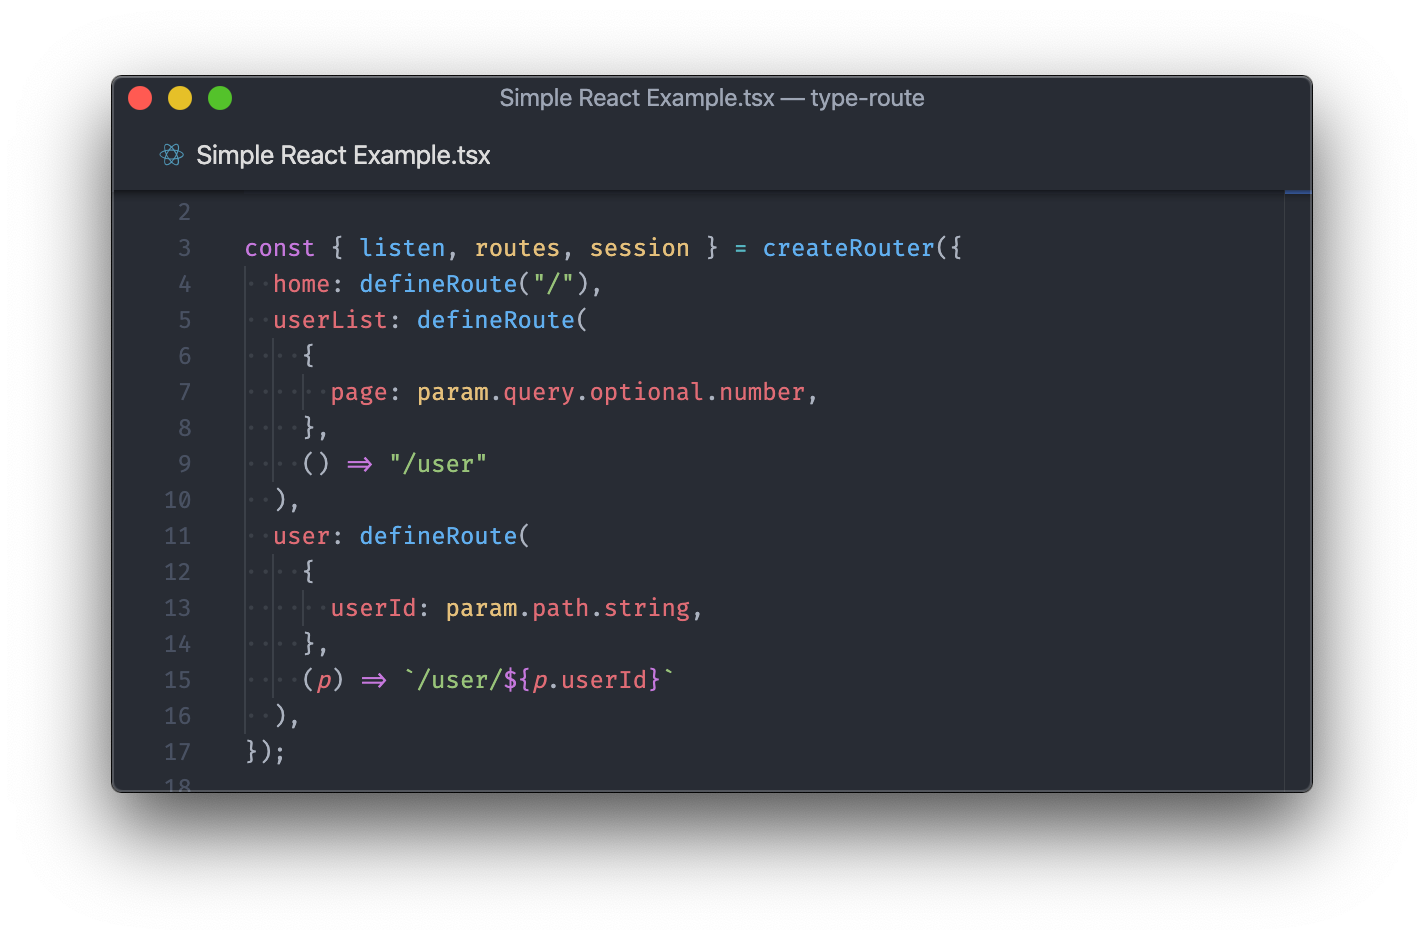 Simple React Example.tsx — type-route
Simple React Example.tsx
2
3 const { listen, routes, session } = createRouter({
4 home: defineRoute("/"),
5 userList: defineRoute(
6 {
7 page: param.query.optional.number,
8 },
9 () => "/user"
10 ),
11 user: defineRoute(
12 {
13 userId: param.path.string,
14 },
15 (p) => `/user/${p.userId}`
16 ),
17 });
18